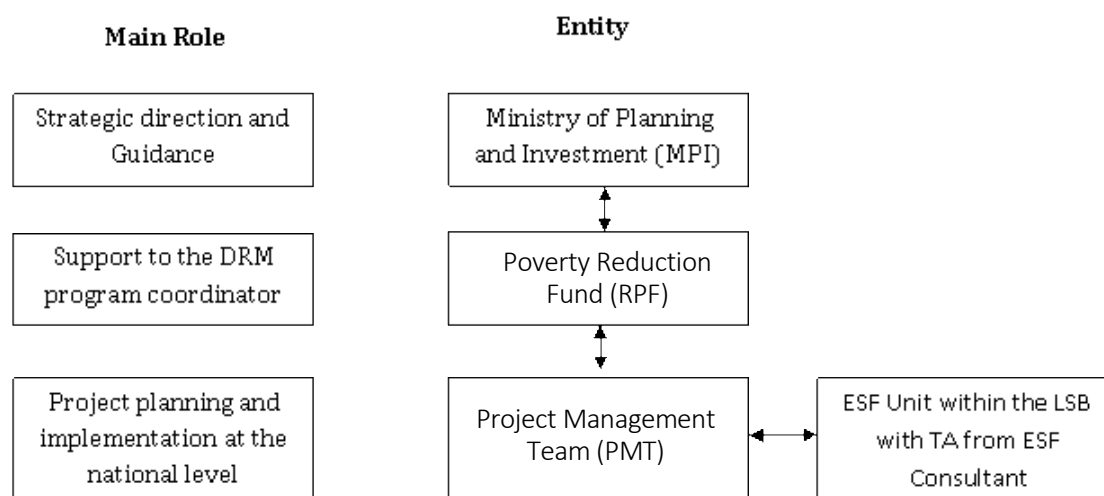 Main Role
Entity
Strategic direction and
Guidance
Ministry of Planning
and Investment (MPI)
Support to the DRM
program coordinator
Poverty Reduction
Fund (RPF)
Project planning and
implementation at the
national level
Project Management
Team (PMT)
ESF Unit within the LSB
with TA from ESF
Consultant